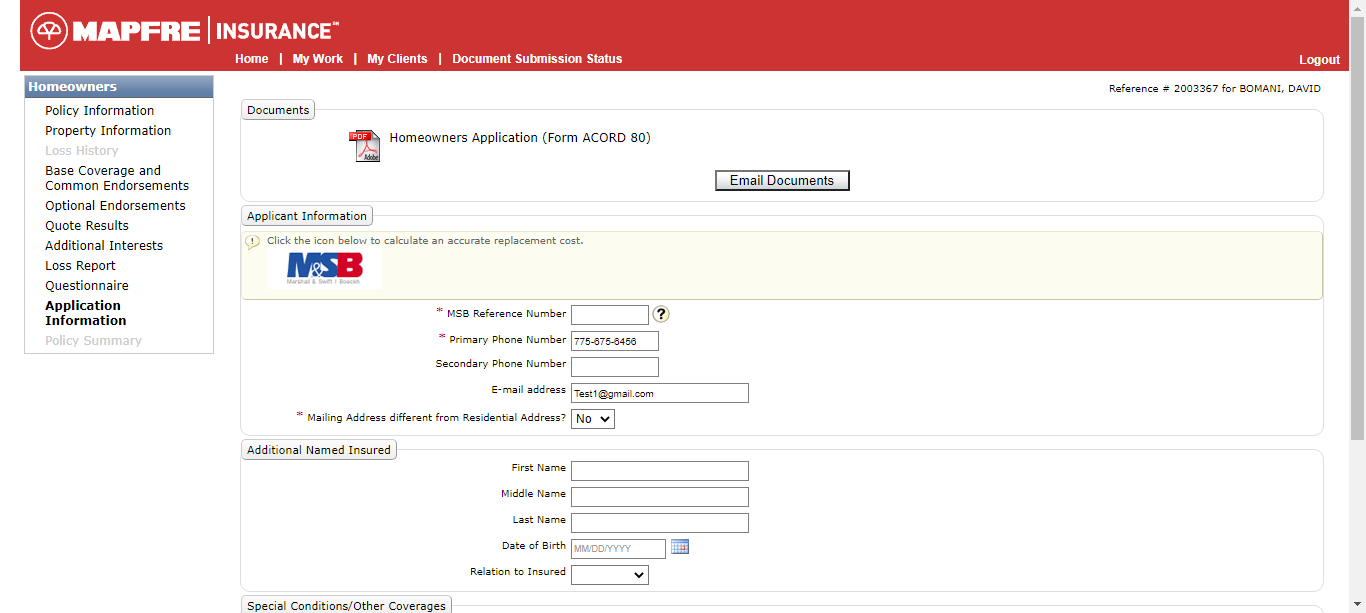 MAPFRE | INSURANCE℠
Home | My Work | My Clients | Document Submission Status
Logout
Homeowners
Policy Information
Property Information
Loss History
Base Coverage and
Common Endorsements
Optional Endorsements
Quote Results
Additional Interests
Loss Report
Questionnaire
Application
Information
Policy Summary
Reference # 2003367 for BOMANI, DAVID
Documents
PDF
Adobe
Homeowners Application (Form ACORD 80)
Email Documents
Applicant Information
Click the icon below to calculate an accurate replacement cost.
M&SB
Marshall & Swift / Boeckh
* MSB Reference Number ?
* Primary Phone Number 775-675-6456
Secondary Phone Number
E-mail address Test1@gmail.com
* Mailing Address different from Residential Address? No
Additional Named Insured
First Name
Middle Name
Last Name
Date of Birth MM/DD/YYYY
Relation to Insured
Special Conditions/Other Coverages